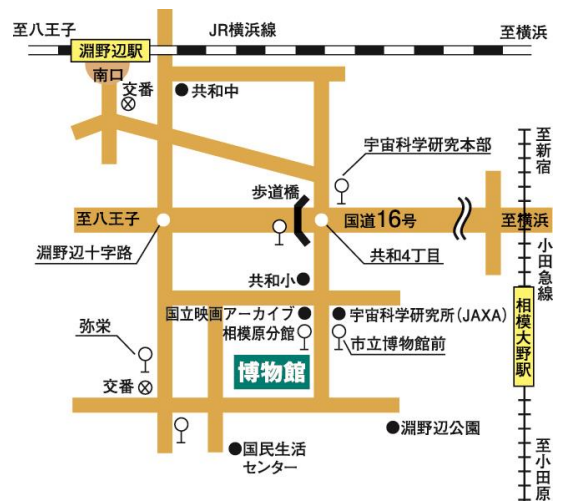 至八王子
JR横浜線
至横浜
淵野辺駅
南口
交番
共和中
至新宿
宇宙科学研究本部
歩道橋
至八王子
国道16号
至横浜
淵野辺十字路
共和4丁目
小田急線
共和小
国立映画アーカイブ
相模原分館
宇宙科学研究所(JAXA)
市立博物館前
相模大野駅
弥栄
博物館
交番
淵野辺公園
国民生活
センター
至小田原